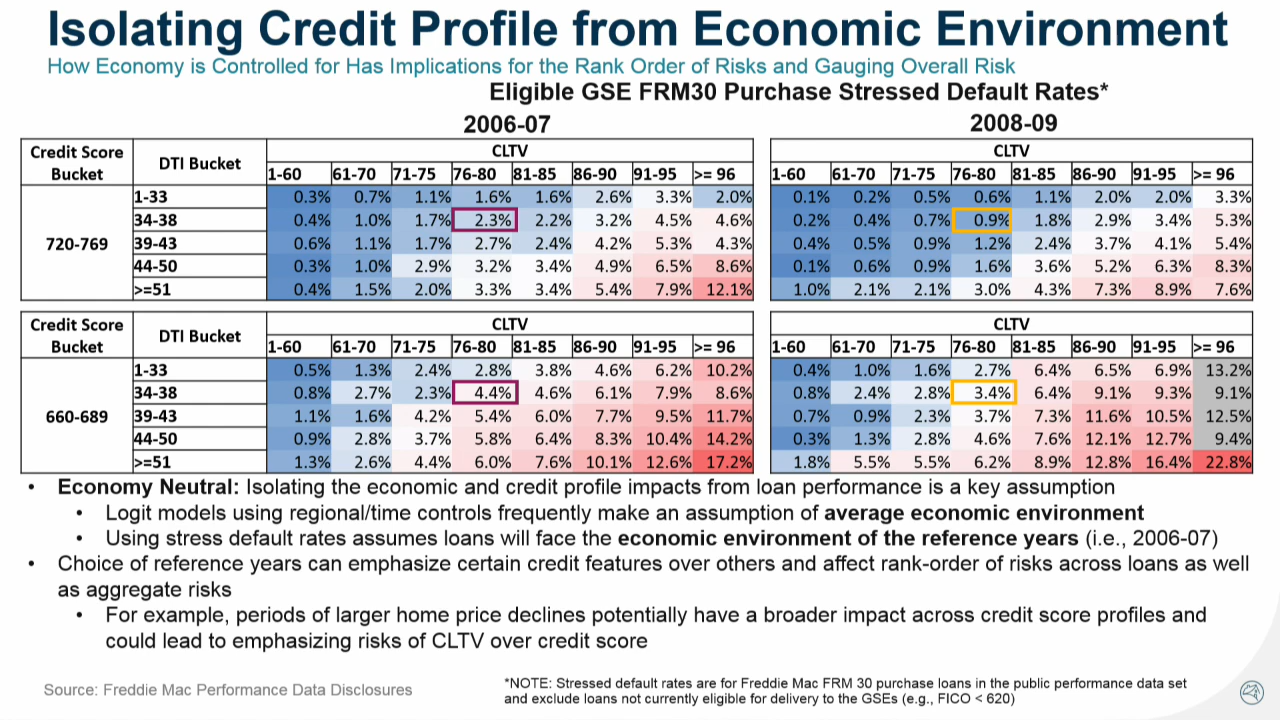 Isolating Credit Profile from Economic Environment
How Economy is Controlled for Has Implications for the Rank Order of Risks and Gauging Overall Risk
Eligible GSE FRM30 Purchase Stressed Default Rates*
2006-07
Credit Score Bucket DTI Bucket CLTV
1-60 61-70 71-75 76-80 81-85 86-90 91-95 >= 96
720-769
1-33 0.3% 0.7% 1.1% 1.6% 1.6% 2.6% 3.3% 2.0%
34-38 0.4% 1.0% 1.7% 2.3% 2.2% 3.2% 4.5% 4.6%
39-43 0.6% 1.1% 1.7% 2.7% 2.4% 4.2% 5.3% 4.3%
44-50 0.3% 1.0% 2.9% 3.2% 3.4% 4.9% 6.5% 8.6%
>=51 0.4% 1.5% 2.0% 3.3% 3.4% 5.4% 7.9% 12.1%
Credit Score Bucket DTI Bucket CLTV
1-60 61-70 71-75 76-80 81-85 86-90 91-95 >= 96
660-689
1-33 0.5% 1.3% 2.4% 2.8% 3.8% 4.6% 6.2% 10.2%
34-38 0.8% 2.7% 2.3% 4.4% 4.6% 6.1% 7.9% 8.6%
39-43 1.1% 1.6% 4.2% 5.4% 6.0% 7.7% 9.5% 11.7%
44-50 0.9% 2.8% 3.7% 5.8% 6.4% 8.3% 10.4% 14.2%
>=51 1.3% 2.6% 4.4% 6.0% 7.6% 10.1% 12.6% 17.2%
2008-09
CLTV
1-60 61-70 71-75 76-80 81-85 86-90 91-95 >= 96
0.1% 0.2% 0.5% 0.6% 1.1% 2.0% 2.0% 3.3%
0.2% 0.4% 0.7% 0.9% 1.8% 2.9% 3.4% 5.3%
0.4% 0.5% 0.9% 1.2% 2.4% 3.7% 4.1% 5.4%
0.1% 0.6% 0.9% 1.6% 3.6% 5.2% 6.3% 8.3%
1.0% 2.1% 2.1% 3.0% 4.3% 7.3% 8.9% 7.6%
CLTV
1-60 61-70 71-75 76-80 81-85 86-90 91-95 >= 96
0.4% 1.0% 1.6% 2.7% 6.4% 6.5% 6.9% 13.2%
0.8% 2.4% 2.8% 3.4% 6.4% 9.1% 9.3% 9.1%
0.7% 0.9% 2.3% 3.7% 7.3% 11.6% 10.5% 12.5%
0.3% 1.3% 2.8% 4.6% 7.6% 12.1% 12.7% 9.4%
1.8% 5.5% 5.5% 6.2% 8.9% 12.8% 16.4% 22.8%
• Economy Neutral: Isolating the economic and credit profile impacts from loan performance is a key assumption
• Logit models using regional/time controls frequently make an assumption of average economic environment
• Using stress default rates assumes loans will face the economic environment of the reference years (i.e., 2006-07)
• Choice of reference years can emphasize certain credit features over others and affect rank-order of risks across loans as well
as aggregate risks
• For example, periods of larger home price declines potentially have a broader impact across credit score profiles and
could lead to emphasizing risks of CLTV over credit score
Source: Freddie Mac Performance Data Disclosures
*NOTE: Stressed default rates are for Freddie Mac FRM 30 purchase loans in the public performance data set
and exclude loans not currently eligible for delivery to the GSEs (e.g., FICO < 620)